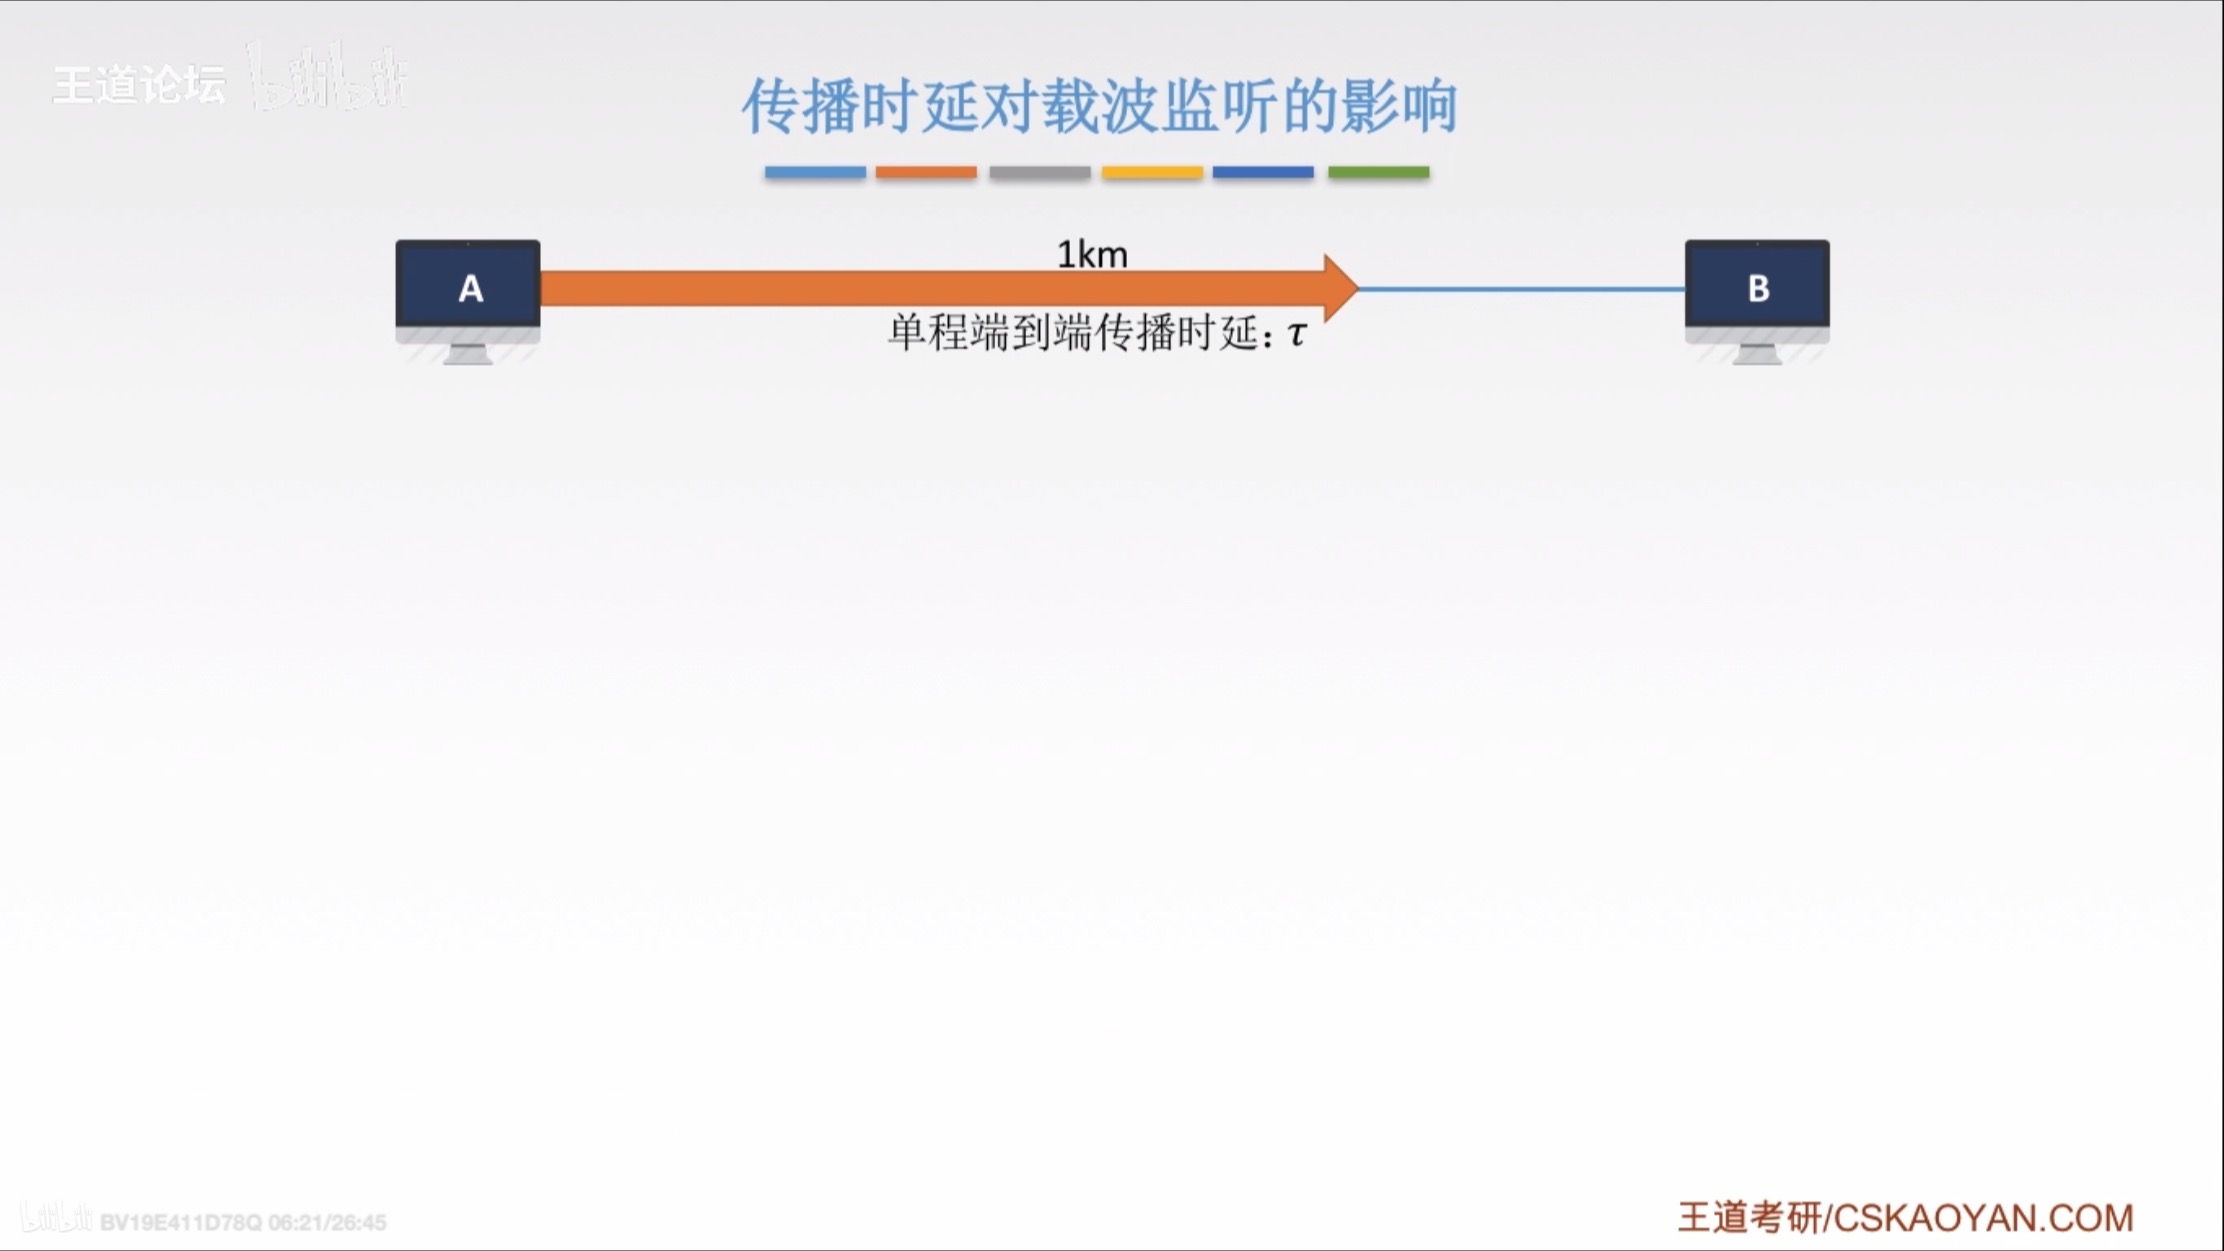 王道论坛 bilibili
传播时延对载波监听的影响
1km
A
B
单程端到端传播时延：τ
bilibili BV19E411D78Q 06:21/26:45
王道考研/CSKAOYAN.COM